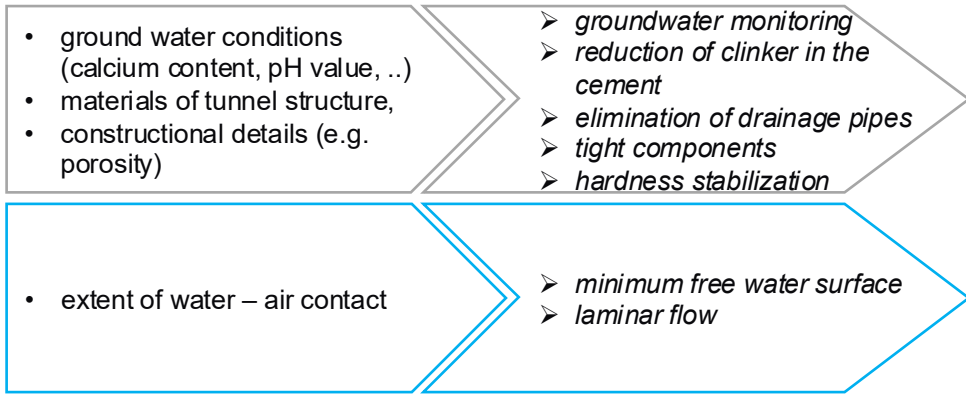 • ground water conditions
(calcium content, pH value, ..)
• materials of tunnel structure,
• constructional details (e.g.
porosity)
➢ groundwater monitoring
➢ reduction of clinker in the
cement
➢ elimination of drainage pipes
➢ tight components
➢ hardness stabilization
• extent of water – air contact
➢ minimum free water surface
➢ laminar flow